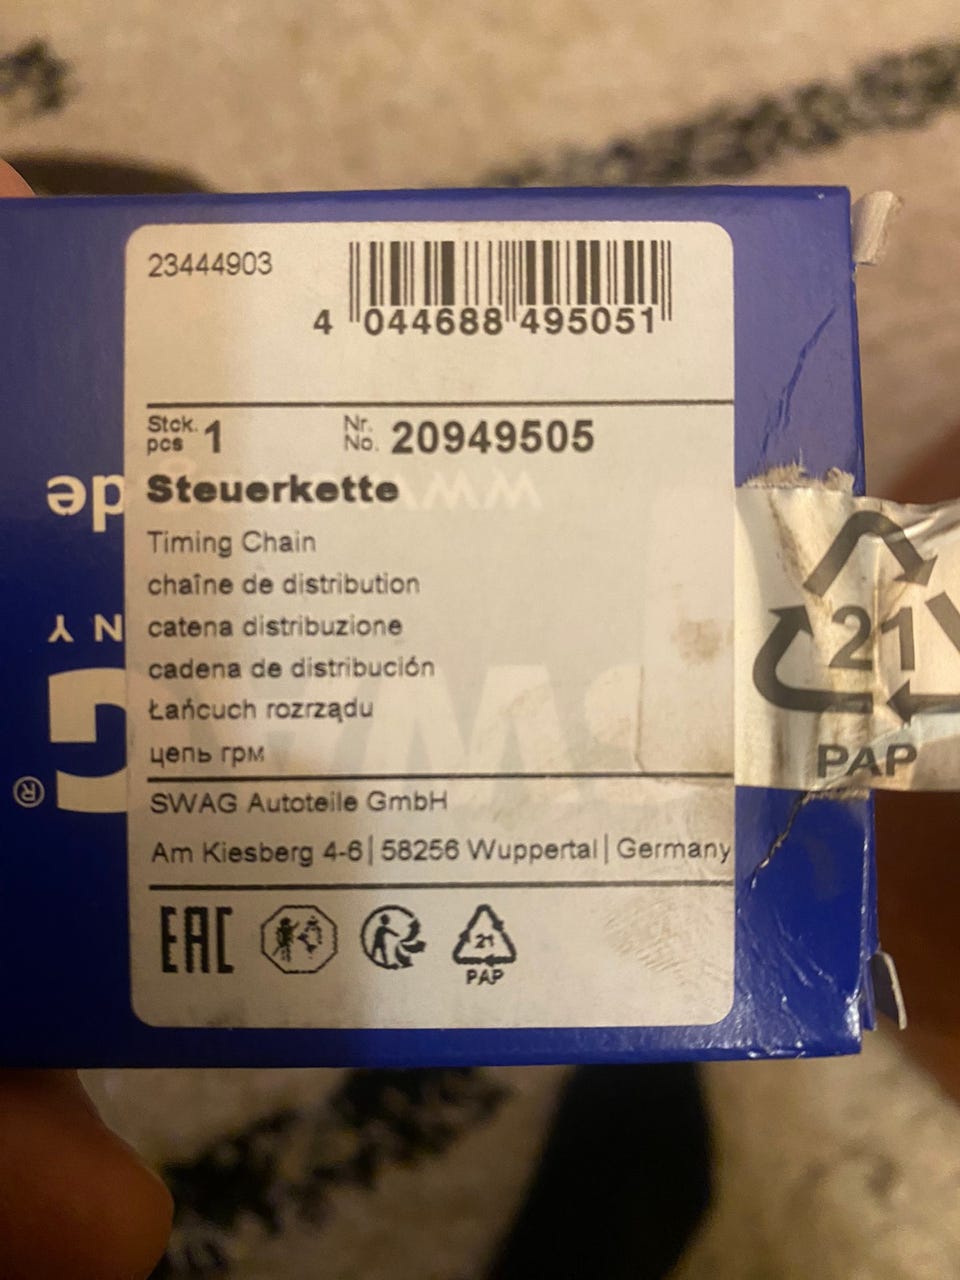 23444903
4 044688 495051
Stck. pcs 1 Nr. No. 20949505
Steuerkette
Timing Chain
chaîne de distribution
catena distribuzione
cadena de distribución
Łańcuch rozrządu
цепь грм
SWAG Autoteile GmbH
Am Kiesberg 4-6 | 58256 Wuppertal | Germany
EAC
21
PAP
21
PAP
de
N Y
G
®